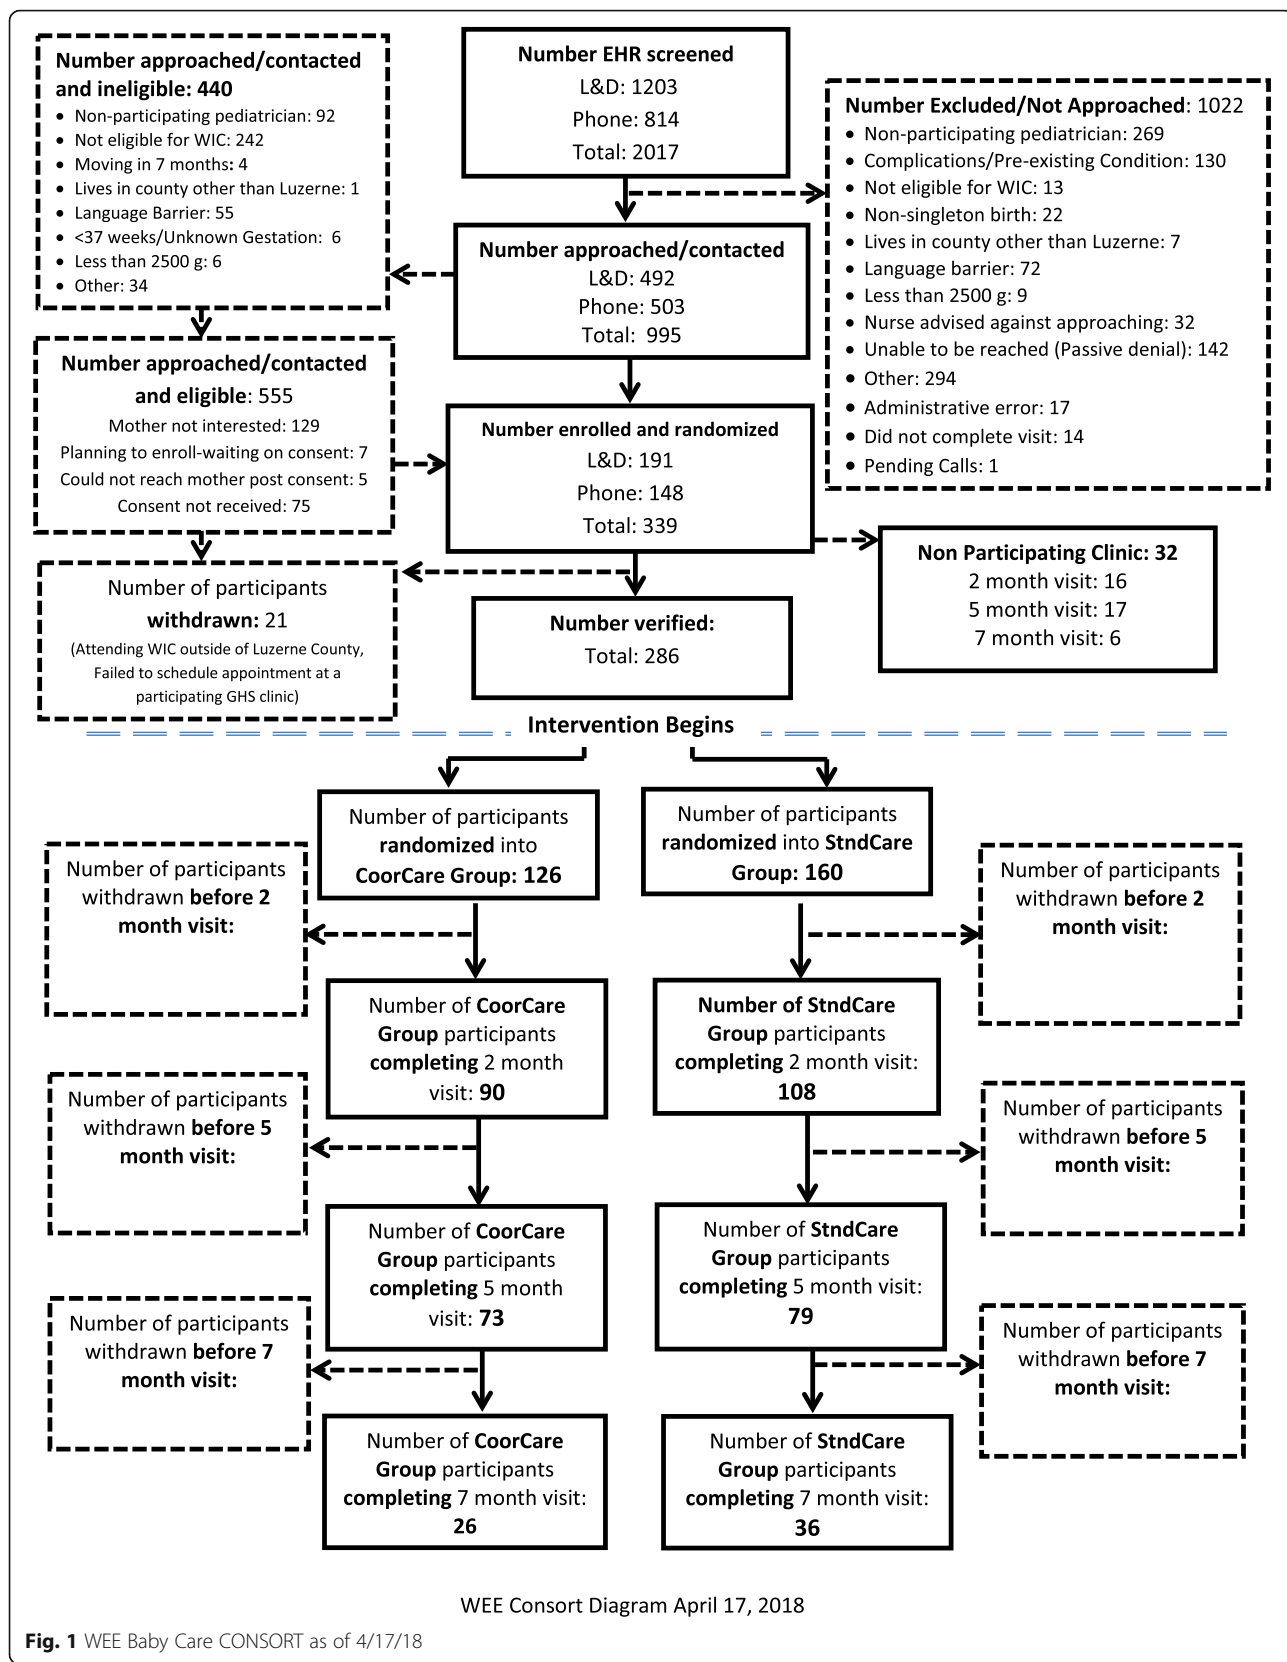 Number EHR screened
L&D: 1203
Phone: 814
Total: 2017
Number approached/contacted
and ineligible: 440
• Non-participating pediatrician: 92
• Not eligible for WIC: 242
• Moving in 7 months: 4
• Lives in county other than Luzerne: 1
• Language Barrier: 55
• <37 weeks/Unknown Gestation: 6
• Less than 2500 g: 6
• Other: 34
Number Excluded/Not Approached: 1022
• Non-participating pediatrician: 269
• Complications/Pre-existing Condition: 130
• Not eligible for WIC: 13
• Non-singleton birth: 22
• Lives in county other than Luzerne: 7
• Language barrier: 72
• Less than 2500 g: 9
• Nurse advised against approaching: 32
• Unable to be reached (Passive denial): 142
• Other: 294
• Administrative error: 17
• Did not complete visit: 14
• Pending Calls: 1
Number approached/contacted
L&D: 492
Phone: 503
Total: 995
Number approached/contacted
and eligible: 555
Mother not interested: 129
Planning to enroll-waiting on consent: 7
Could not reach mother post consent: 5
Consent not received: 75
Number enrolled and randomized
L&D: 191
Phone: 148
Total: 339
Non Participating Clinic: 32
2 month visit: 16
5 month visit: 17
7 month visit: 6
Number of participants
withdrawn: 21
(Attending WIC outside of Luzerne County,
Failed to schedule appointment at a
participating GHS clinic)
Number verified:
Total: 286
Intervention Begins
Number of participants
randomized into
CoorCare Group: 126
Number of participants
randomized into StndCare
Group: 160
Number of participants
withdrawn before 2
month visit:
Number of participants
withdrawn before 2
month visit:
Number of CoorCare
Group participants
completing 2 month
visit: 90
Number of StndCare
Group participants
completing 2 month visit:
108
Number of participants
withdrawn before 5
month visit:
Number of participants
withdrawn before 5
month visit:
Number of CoorCare
Group participants
completing 5 month
visit: 73
Number of StndCare
Group participants
completing 5 month visit:
79
Number of participants
withdrawn before 7
month visit:
Number of participants
withdrawn before 7
month visit:
Number of CoorCare
Group participants
completing 7 month visit:
26
Number of StndCare
Group participants
completing 7 month visit:
36
WEE Consort Diagram April 17, 2018
Fig. 1 WEE Baby Care CONSORT as of 4/17/18